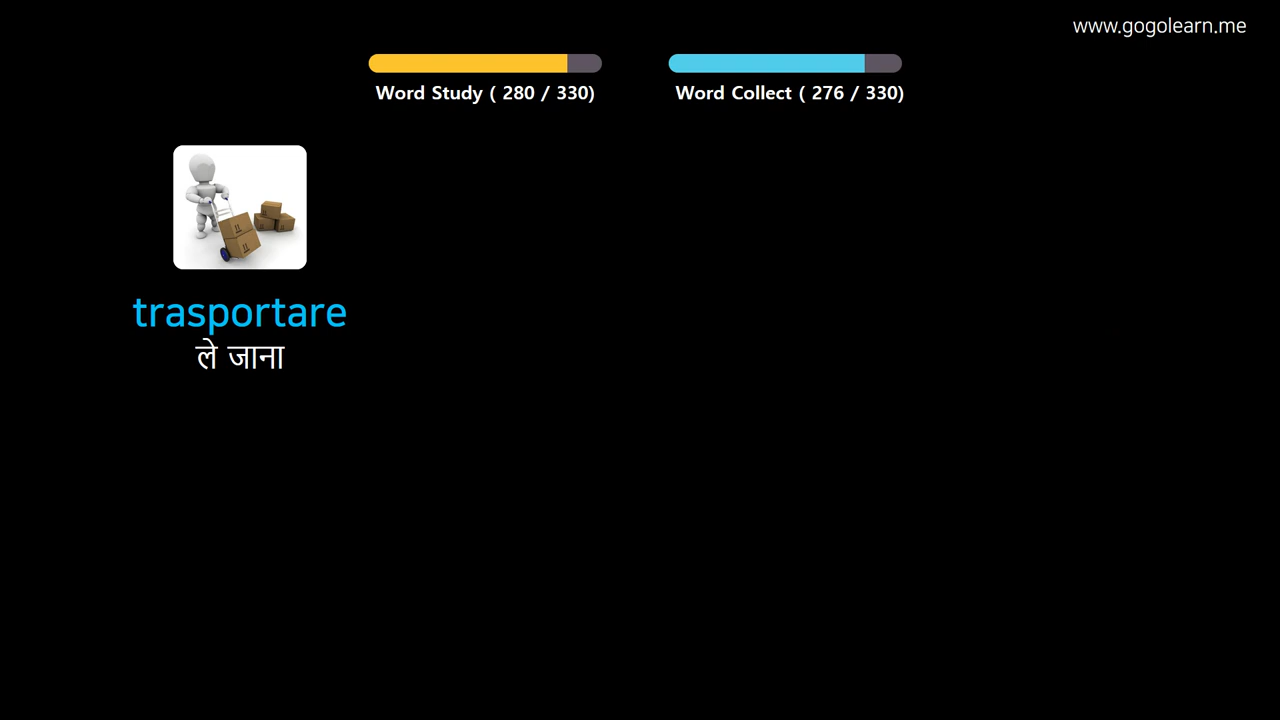 www.gogolearn.me
Word Study ( 280 / 330)
Word Collect ( 276 / 330)
trasportare
ले जाना